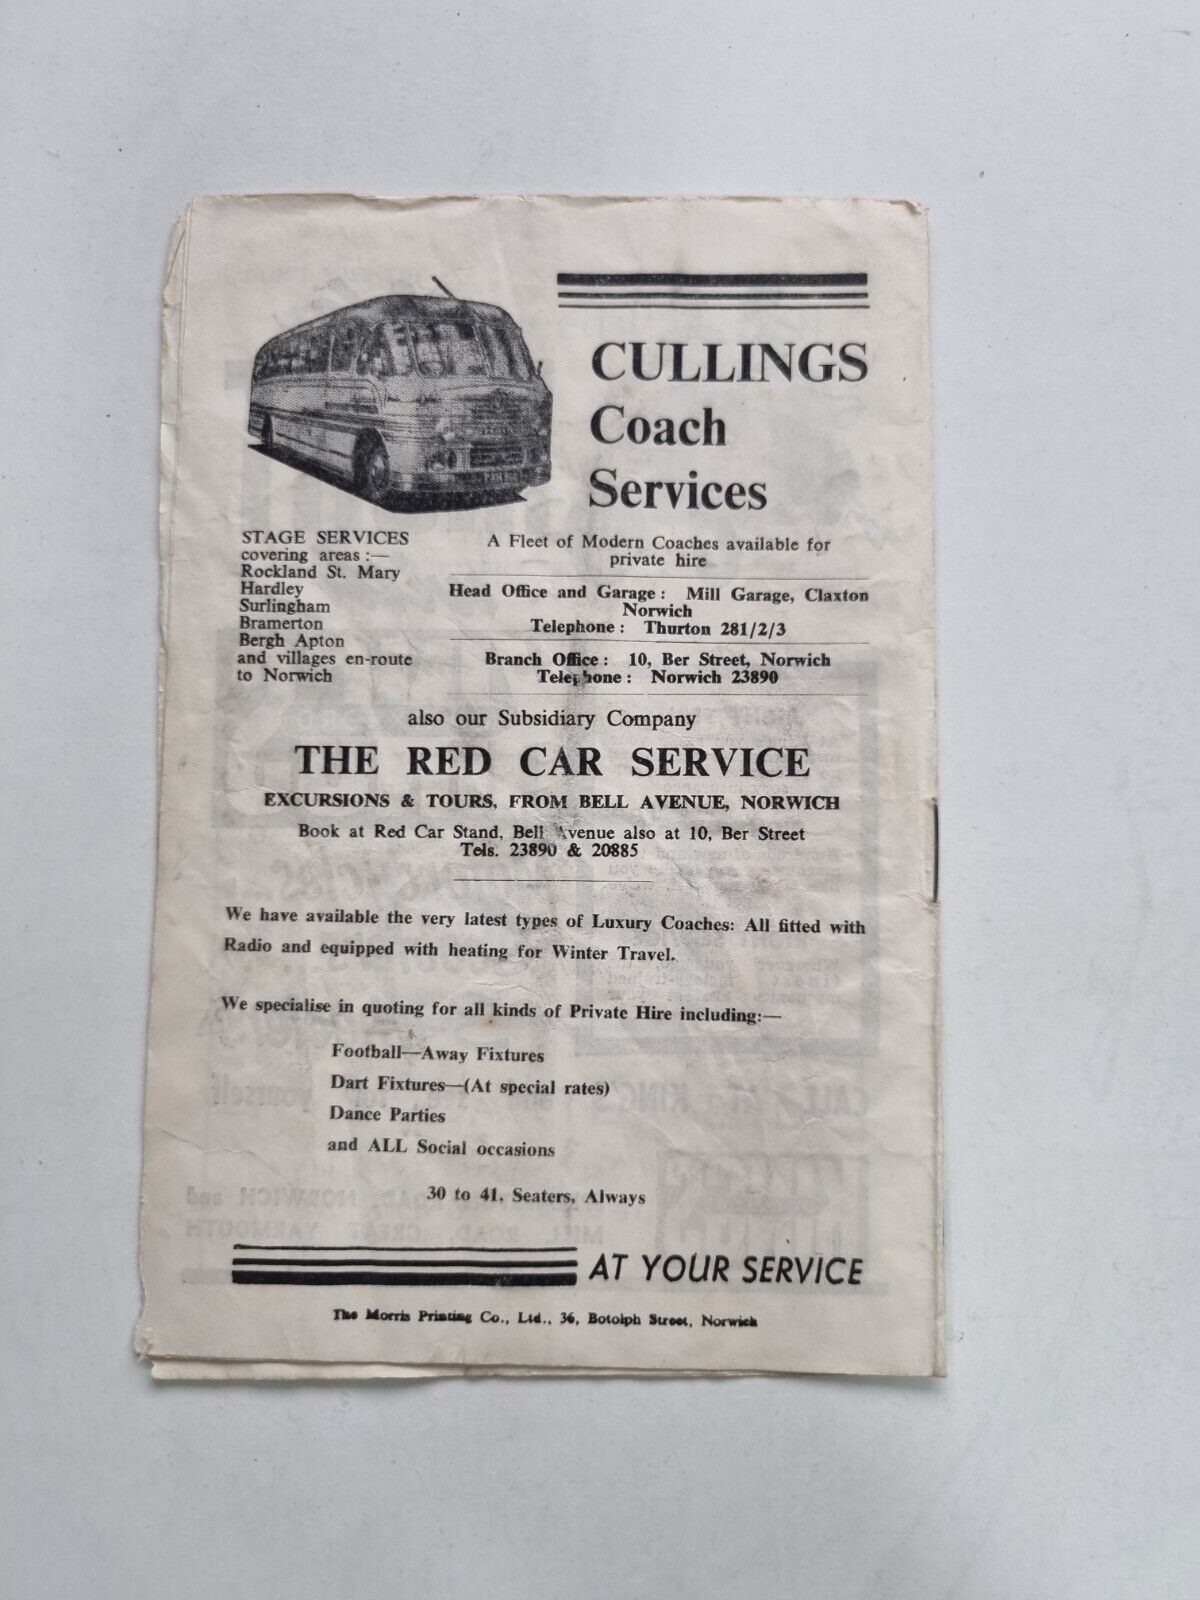 CULLINGS
Coach
Services
STAGE SERVICES
covering areas :—
Rockland St. Mary
Hardley
Surlingham
Bramerton
Bergh Apton
and villages en-route
to Norwich
A Fleet of Modern Coaches available for
private hire
Head Office and Garage : Mill Garage, Claxton
Norwich
Telephone : Thurton 281/2/3
Branch Office : 10, Ber Street, Norwich
Telephone : Norwich 23890
also our Subsidiary Company
THE RED CAR SERVICE
EXCURSIONS & TOURS, FROM BELL AVENUE, NORWICH
Book at Red Car Stand, Bell Avenue also at 10, Ber Street
Tels. 23890 & 20885
We have available the very latest types of Luxury Coaches: All fitted with
Radio and equipped with heating for Winter Travel.
We specialise in quoting for all kinds of Private Hire including:—
Football—Away Fixtures
Dart Fixtures—(At special rates)
Dance Parties
and ALL Social occasions
30 to 41, Seaters, Always
AT YOUR SERVICE
The Morris Printing Co., Ltd., 36, Botolph Street, Norwich